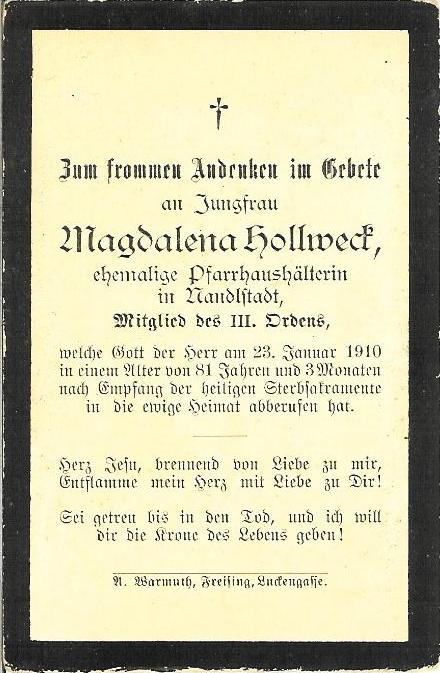 †
Zum frommen Andenken im Gebete
an Jungfrau
Magdalena Hollweck,
ehemalige Pfarrhaushälterin
in Nandlstadt,
Mitglied des III. Ordens,
welche Gott der Herr am 23. Januar 1910
in einem Alter von 81 Jahren und 3 Monaten
nach Empfang der heiligen Sterbsakramente
in die ewige Heimat abberufen hat.
Herz Jesu, brennend von Liebe zu mir,
Entflamme mein Herz mit Liebe zu Dir!
Sei getreu bis in den Tod, und ich will
dir die Krone des Lebens geben!
A. Warmuth, Freising, Luckengasse.